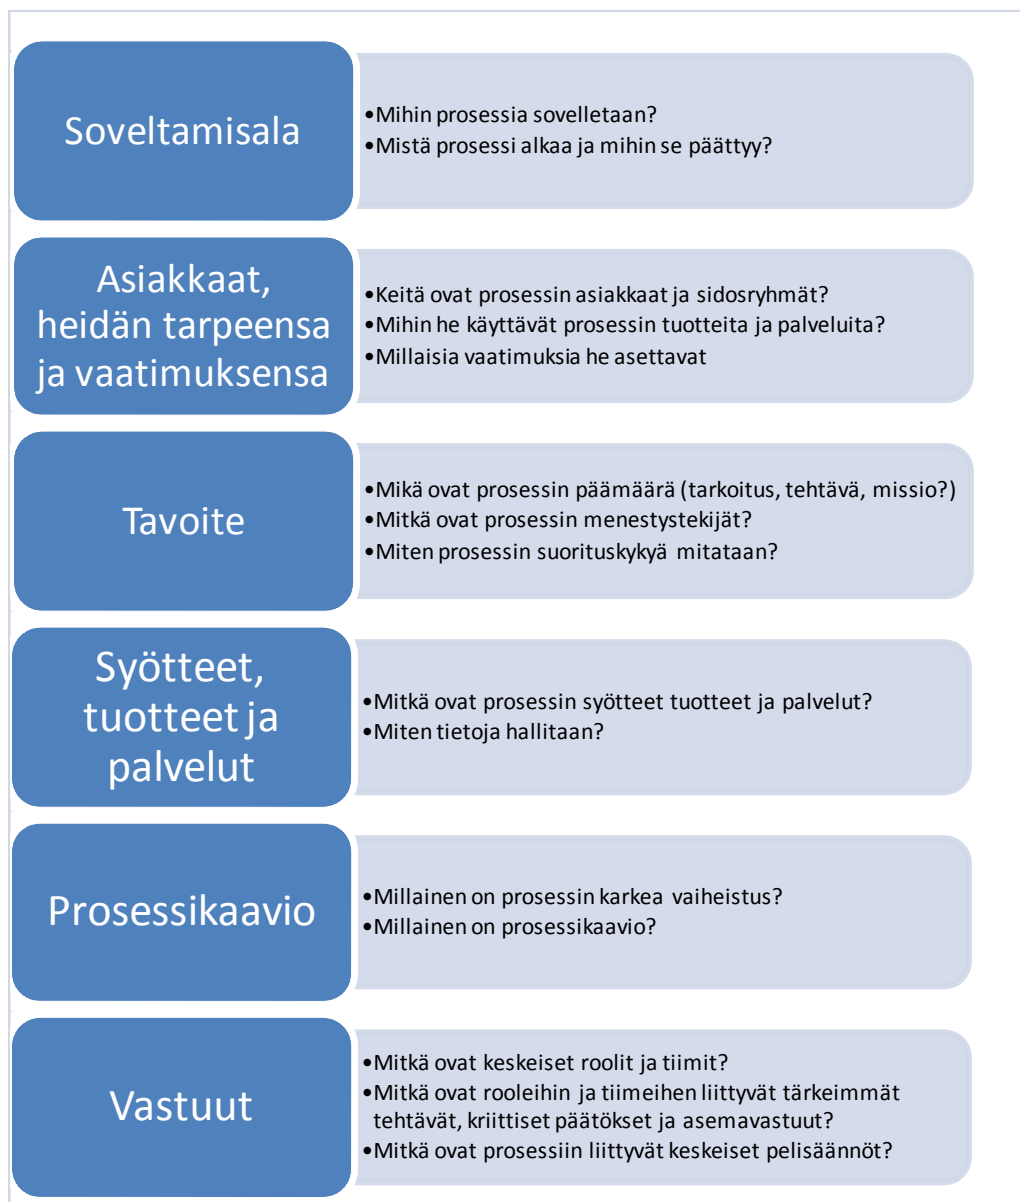 Soveltamisala
•Mihin prosessia sovelletaan?
•Mistä prosessi alkaa ja mihin se päättyy?
Asiakkaat,
heidän tarpeensa
ja vaatimuksensa
•Keitä ovat prosessin asiakkaat ja sidosryhmät?
•Mihin he käyttävät prosessin tuotteita ja palveluita?
•Millaisia vaatimuksia he asettavat
Tavoite
•Mikä ovat prosessin päämäärä (tarkoitus, tehtävä, missio?)
•Mitkä ovat prosessin menestystekijät?
•Miten prosessin suorituskykyä mitataan?
Syötteet,
tuotteet ja
palvelut
•Mitkä ovat prosessin syötteet tuotteet ja palvelut?
•Miten tietoja hallitaan?
Prosessikaavio
•Millainen on prosessin karkea vaiheistus?
•Millainen on prosessikaavio?
Vastuut
•Mitkä ovat keskeiset roolit ja tiimit?
•Mitkä ovat rooleihin ja tiimeihen liittyvät tärkeimmät
tehtävät, kriittiset päätökset ja asemavastuut?
•Mitkä ovat prosessiin liittyvät keskeiset pelisäännöt?